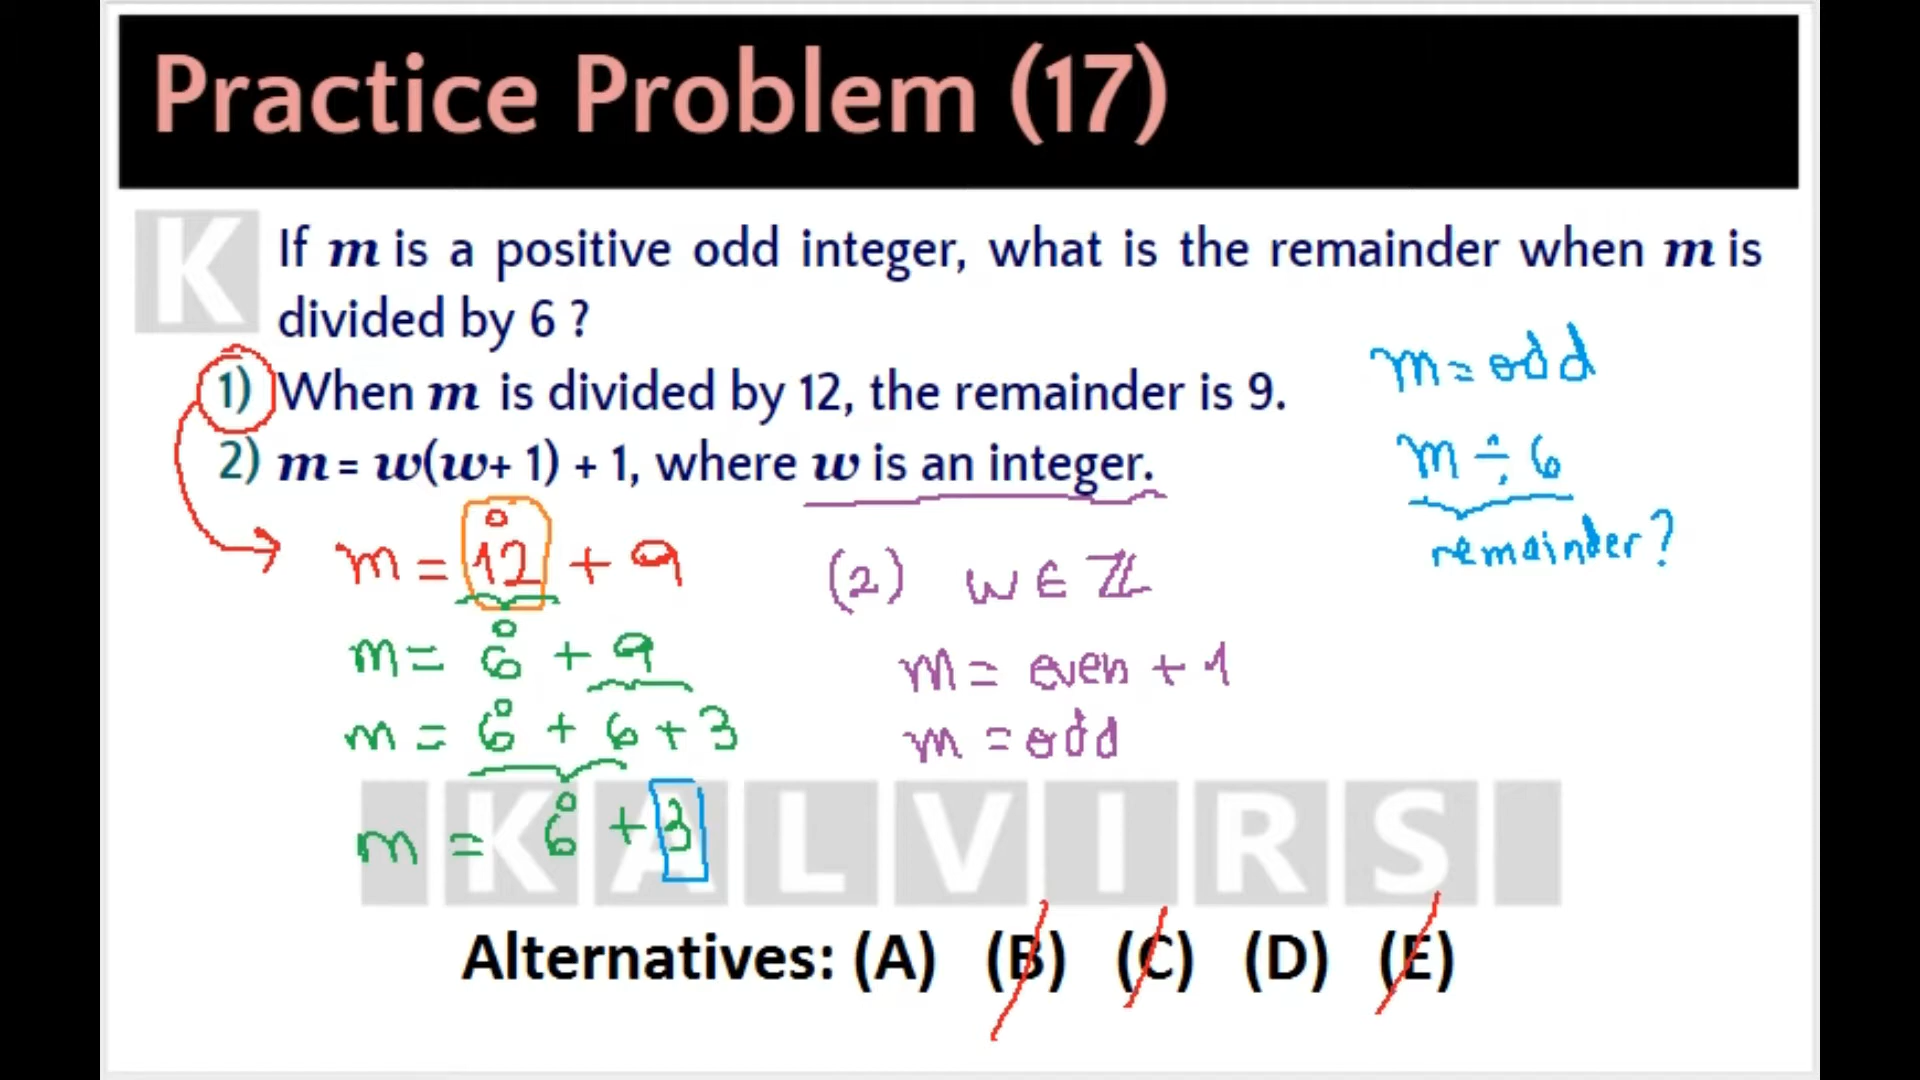 Practice Problem (17)
K
If m is a positive odd integer, what is the remainder when m is
divided by 6 ?
1) When m is divided by 12, the remainder is 9.
2) m = w(w+ 1) + 1, where w is an integer.
m = odd
m ÷ 6
remainder?
m = 12° + 9
m = 6° + 9
m = 6° + 6 + 3
m = 6° + 3
(2) w ∈ ℤ
m = even + 1
m = odd
KALVIRS
Alternatives: (A) (B) (C) (D) (E)